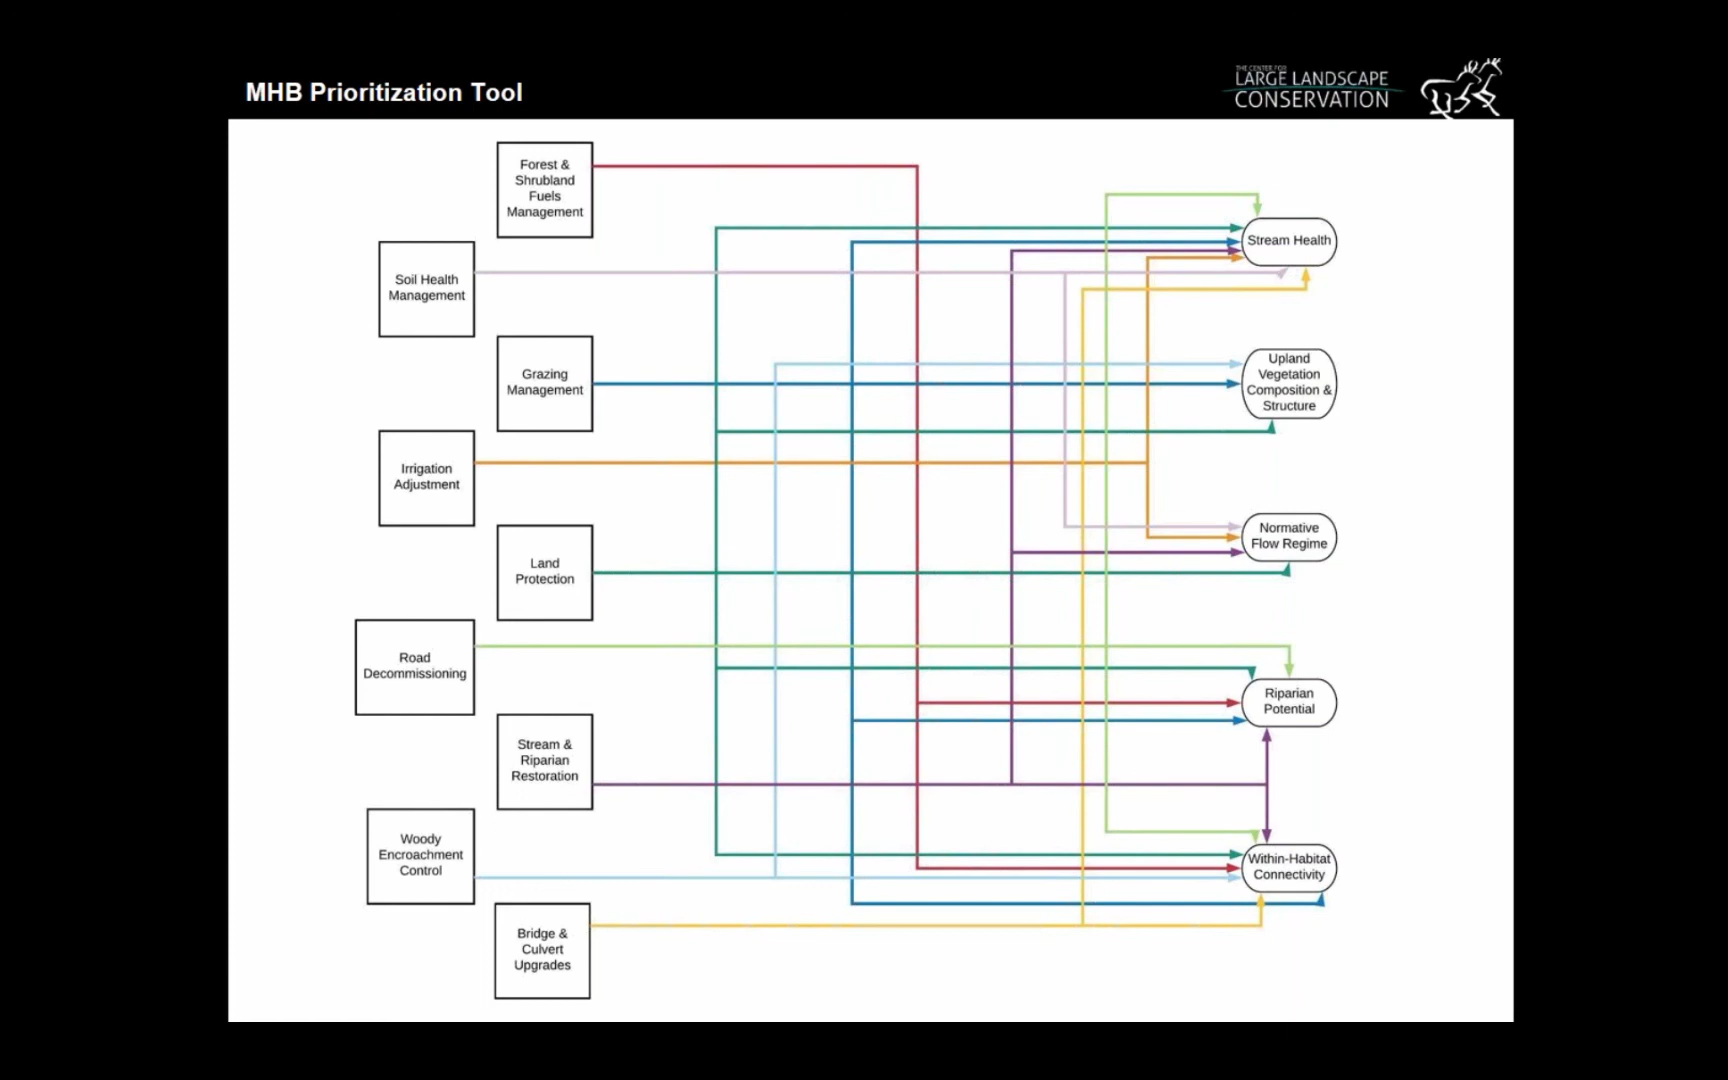 MHB Prioritization Tool
THE CENTER FOR
LARGE LANDSCAPE
CONSERVATION
Forest &
Shrubland
Fuels
Management
Soil Health
Management
Grazing
Management
Irrigation
Adjustment
Land
Protection
Road
Decommissioning
Stream &
Riparian
Restoration
Woody
Encroachment
Control
Bridge &
Culvert
Upgrades
Stream Health
Upland
Vegetation
Composition &
Structure
Normative
Flow Regime
Riparian
Potential
Within-Habitat
Connectivity